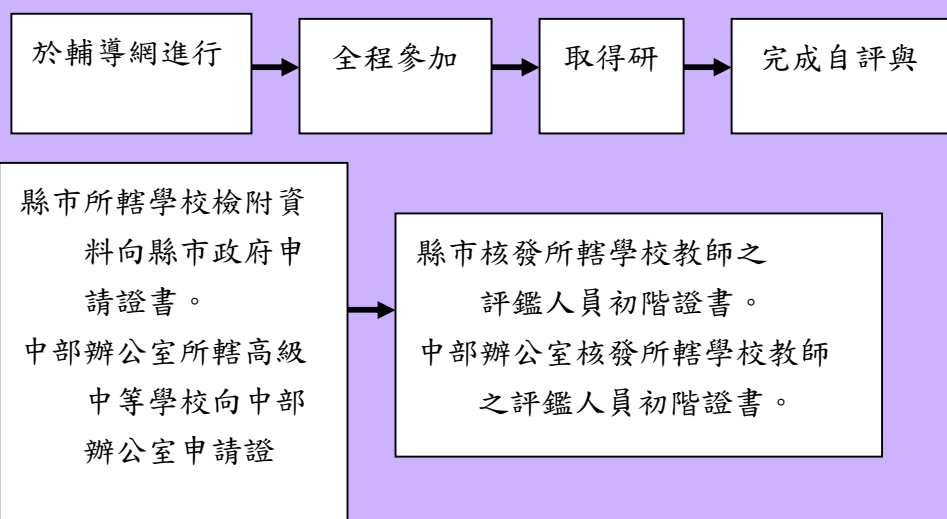 於輔導網進行
全程參加
取得研
完成自評與
縣市所轄學校檢附資
料向縣市政府申
請證書。
中部辦公室所轄高級
中等學校向中部
辦公室申請證
縣市核發所轄學校教師之
評鑑人員初階證書。
中部辦公室核發所轄學校教師
之評鑑人員初階證書。